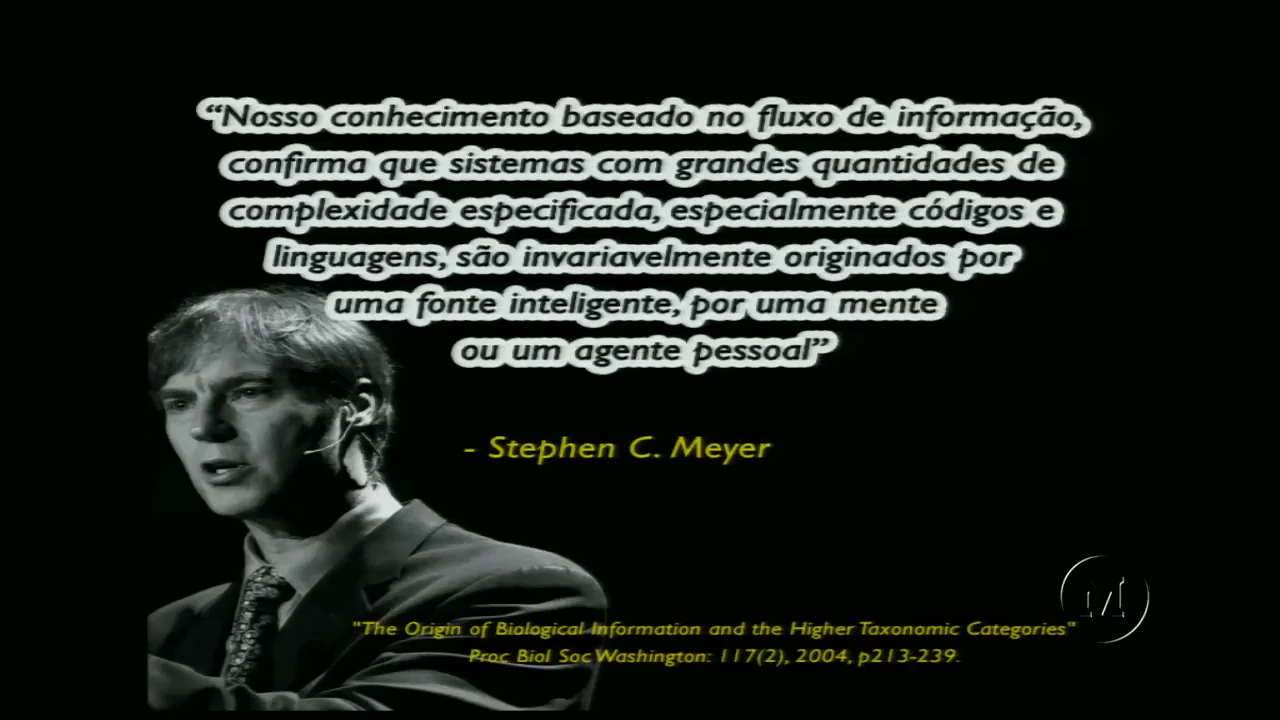 “Nosso conhecimento baseado no fluxo de informação,
confirma que sistemas com grandes quantidades de
complexidade especificada, especialmente códigos e
linguagens, são invariavelmente originados por
uma fonte inteligente, por uma mente
ou um agente pessoal”
- Stephen C. Meyer
"The Origin of Biological Information and the Higher Taxonomic Categories"
Proc Biol Soc Washington: 117(2), 2004, p213-239.
M